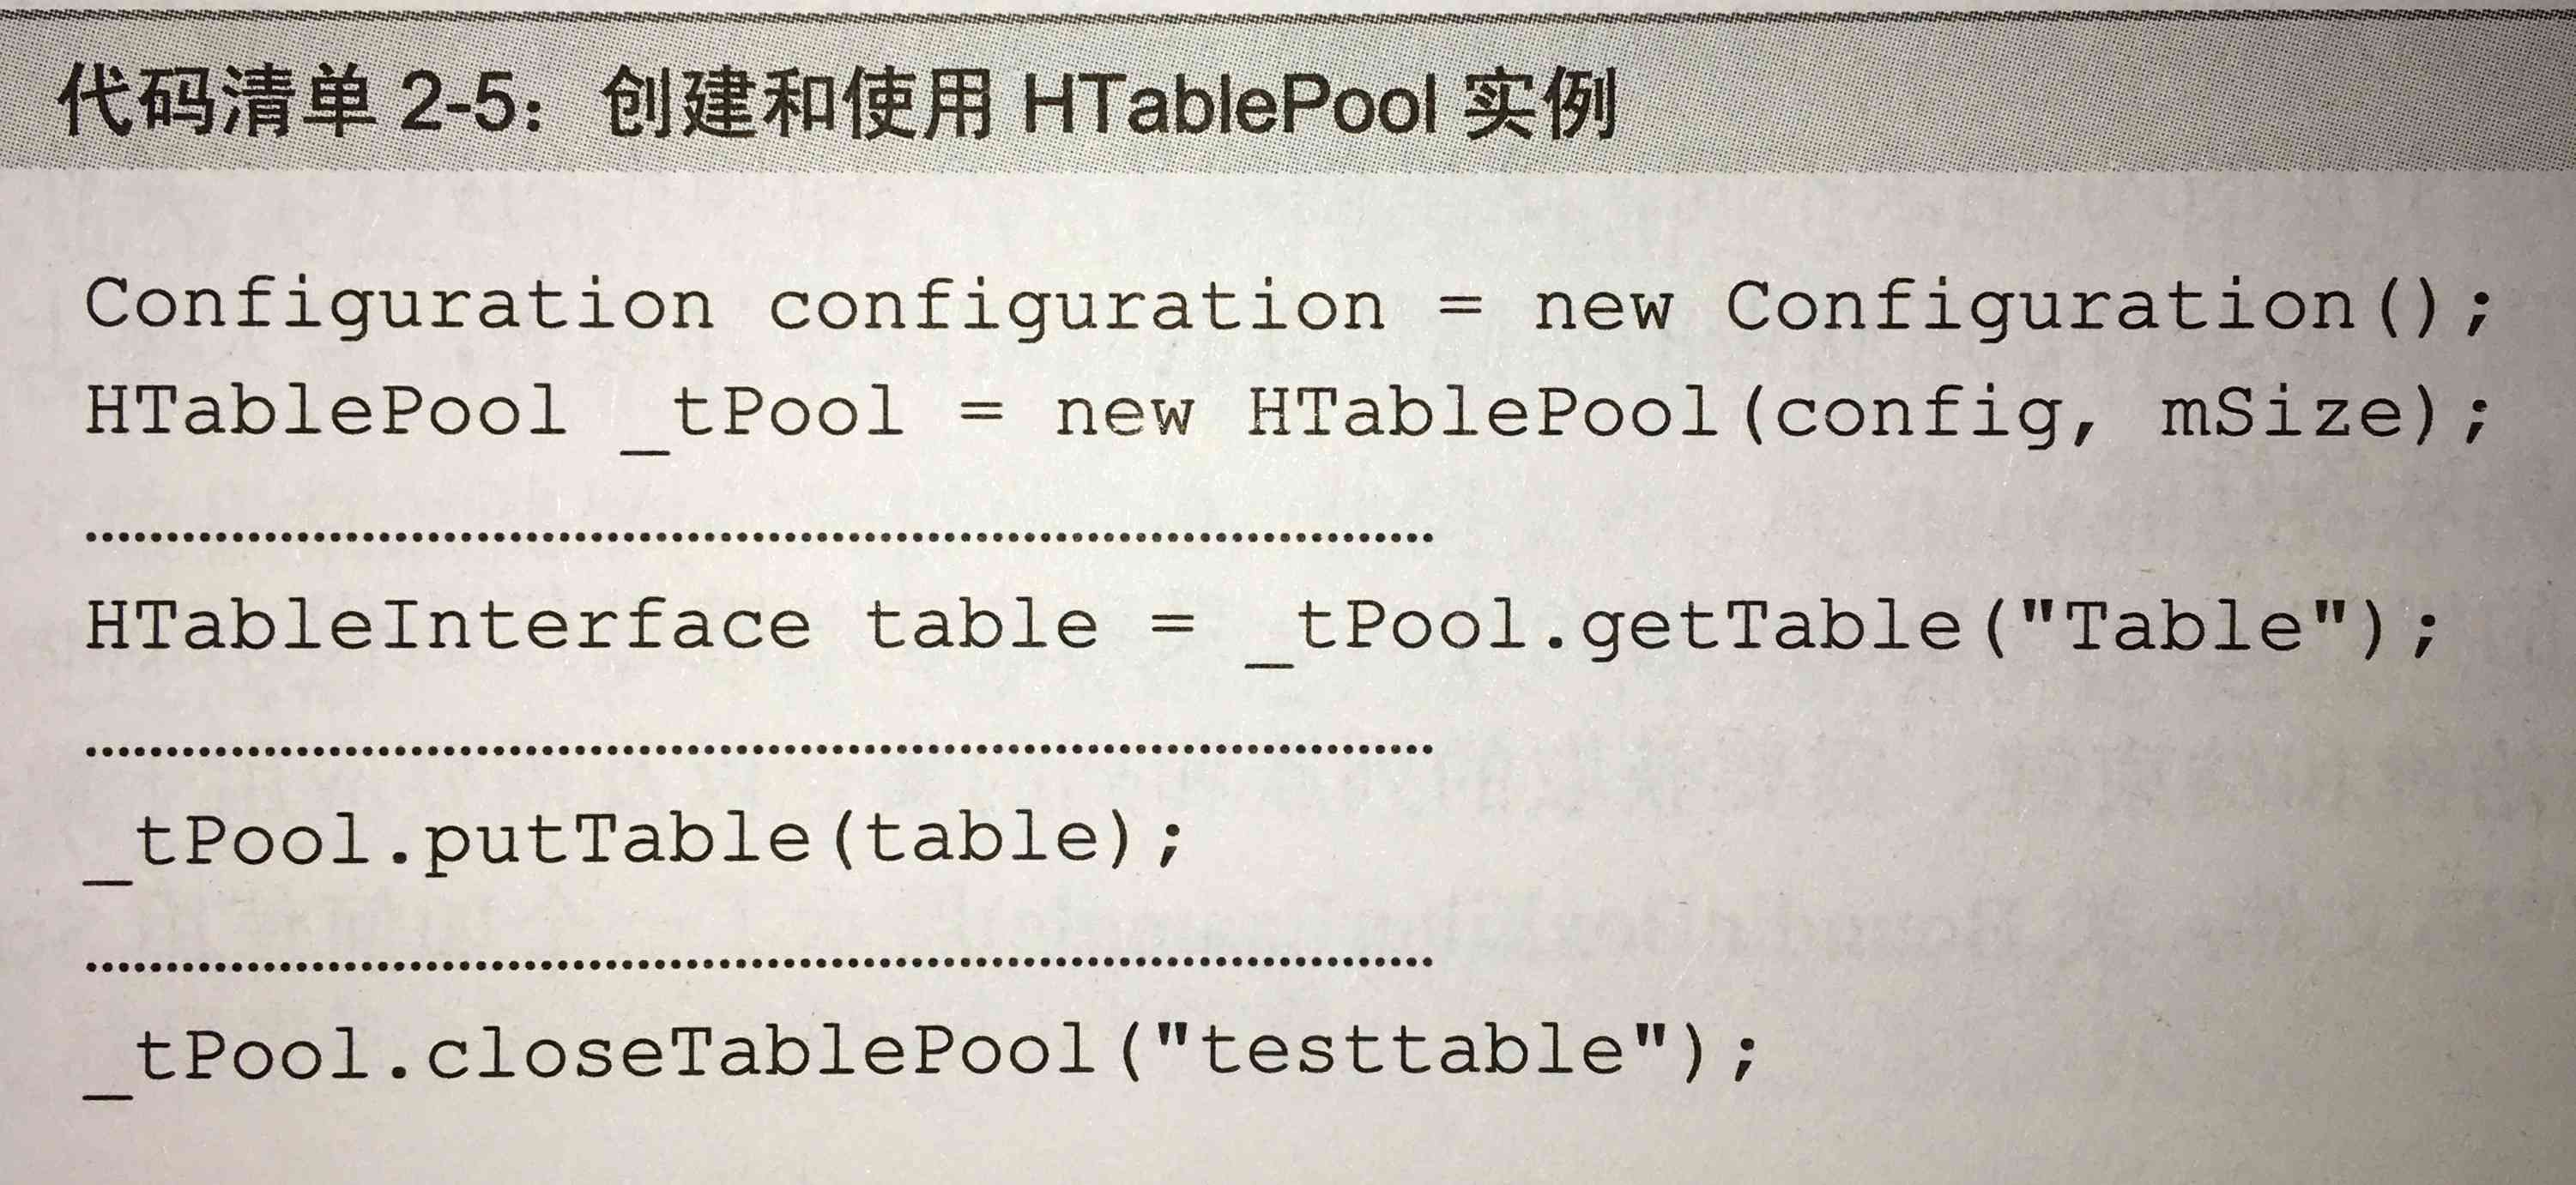 代码清单 2-5： 创建和使用 HTablePool 实例
Configuration configuration = new Configuration();
HTablePool _tPool = new HTablePool(config, mSize);
....................................................................................
HTableInterface table = _tPool.getTable("Table");
....................................................................................
_tPool.putTable(table);
....................................................................................
_tPool.closeTablePool("testtable");